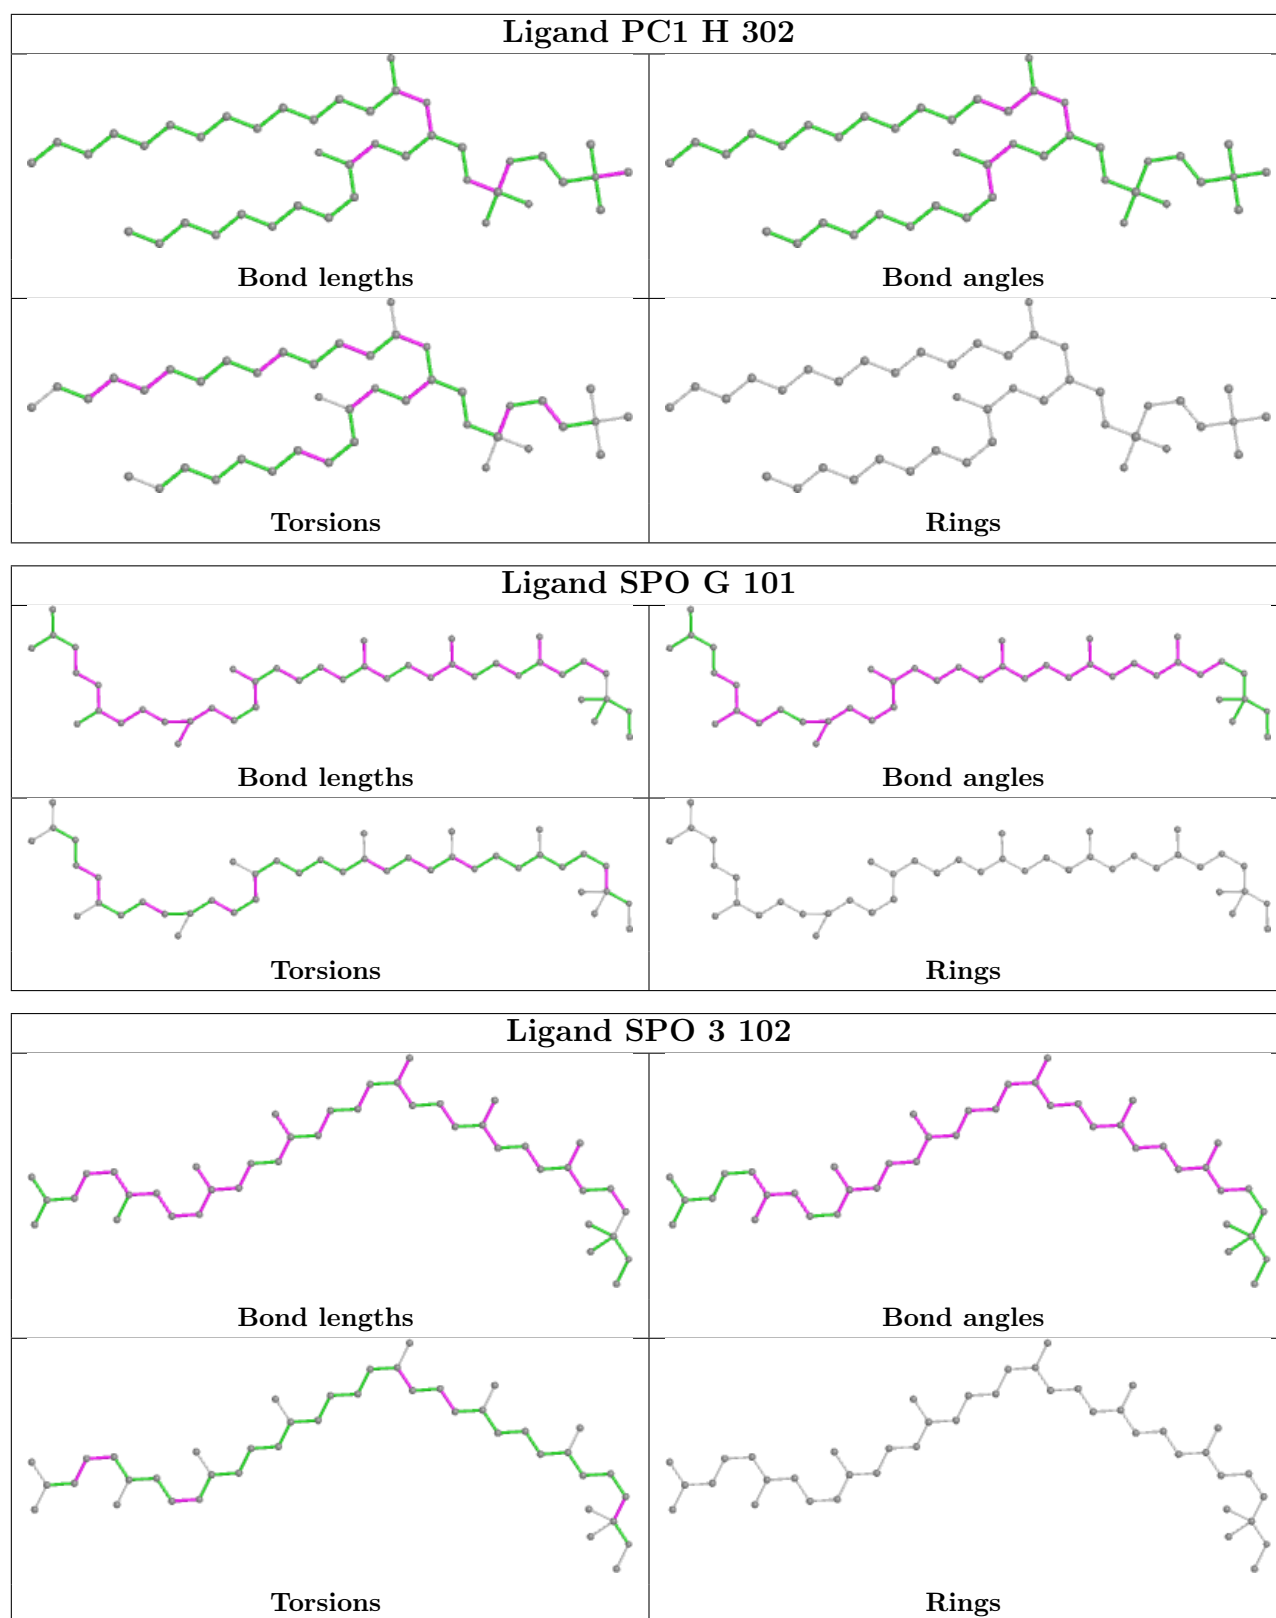 Ligand PC1 H 302
Bond lengths
Bond angles
Torsions
Rings
Ligand SPO G 101
Bond lengths
Bond angles
Torsions
Rings
Ligand SPO 3 102
Bond lengths
Bond angles
Torsions
Rings